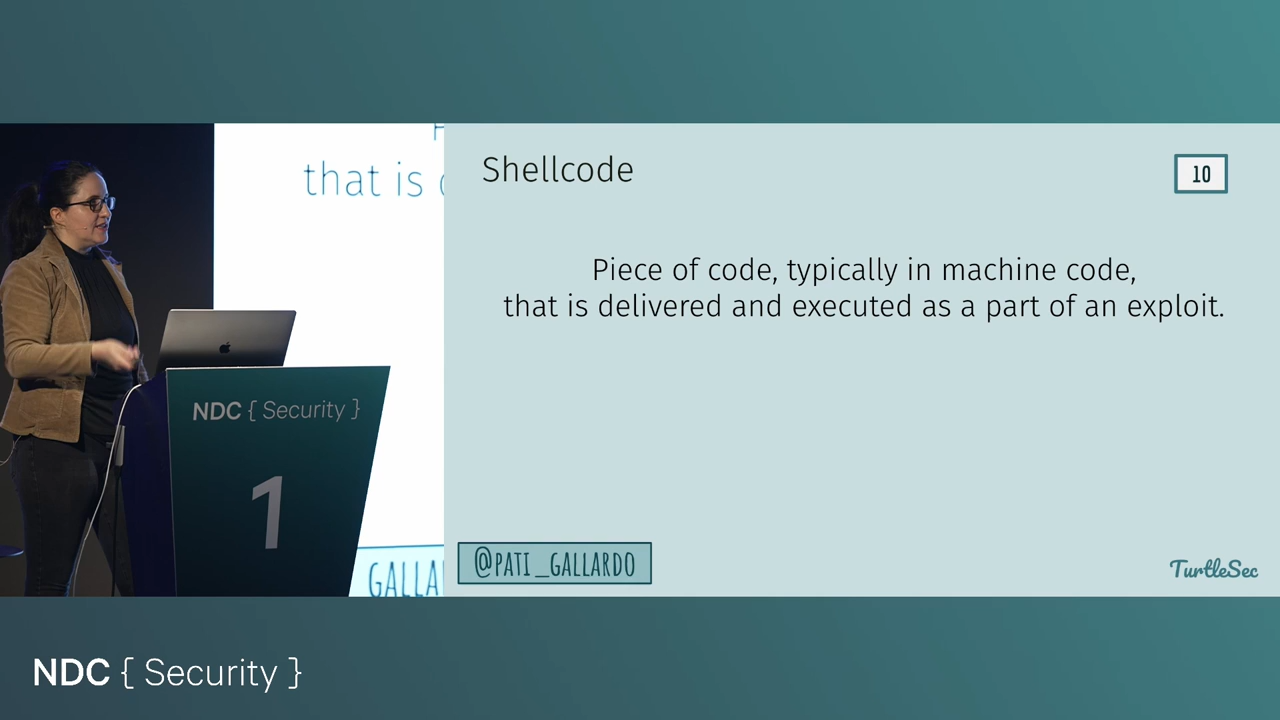 Shellcode
10
Piece of code, typically in machine code,
that is delivered and executed as a part of an exploit.
@PATI_GALLARDO
TurtleSec
that is
NDC { Security }
1
GALLA
NDC { Security }